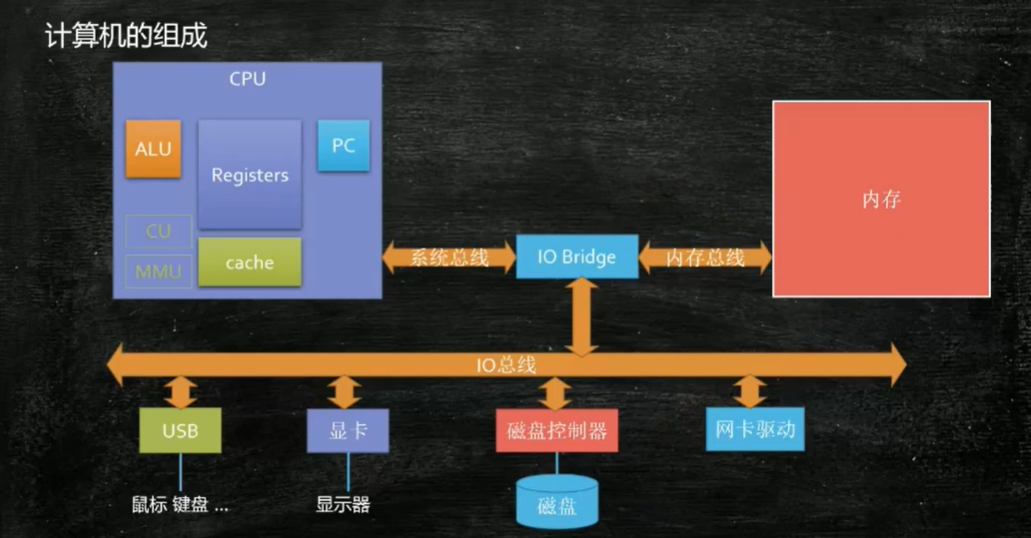 计算机的组成
CPU
ALU
Registers
PC
CU
MMU
cache
系统总线
IO Bridge
内存总线
内存
IO总线
USB
显卡
磁盘控制器
网卡驱动
鼠标 键盘 ...
显示器
磁盘